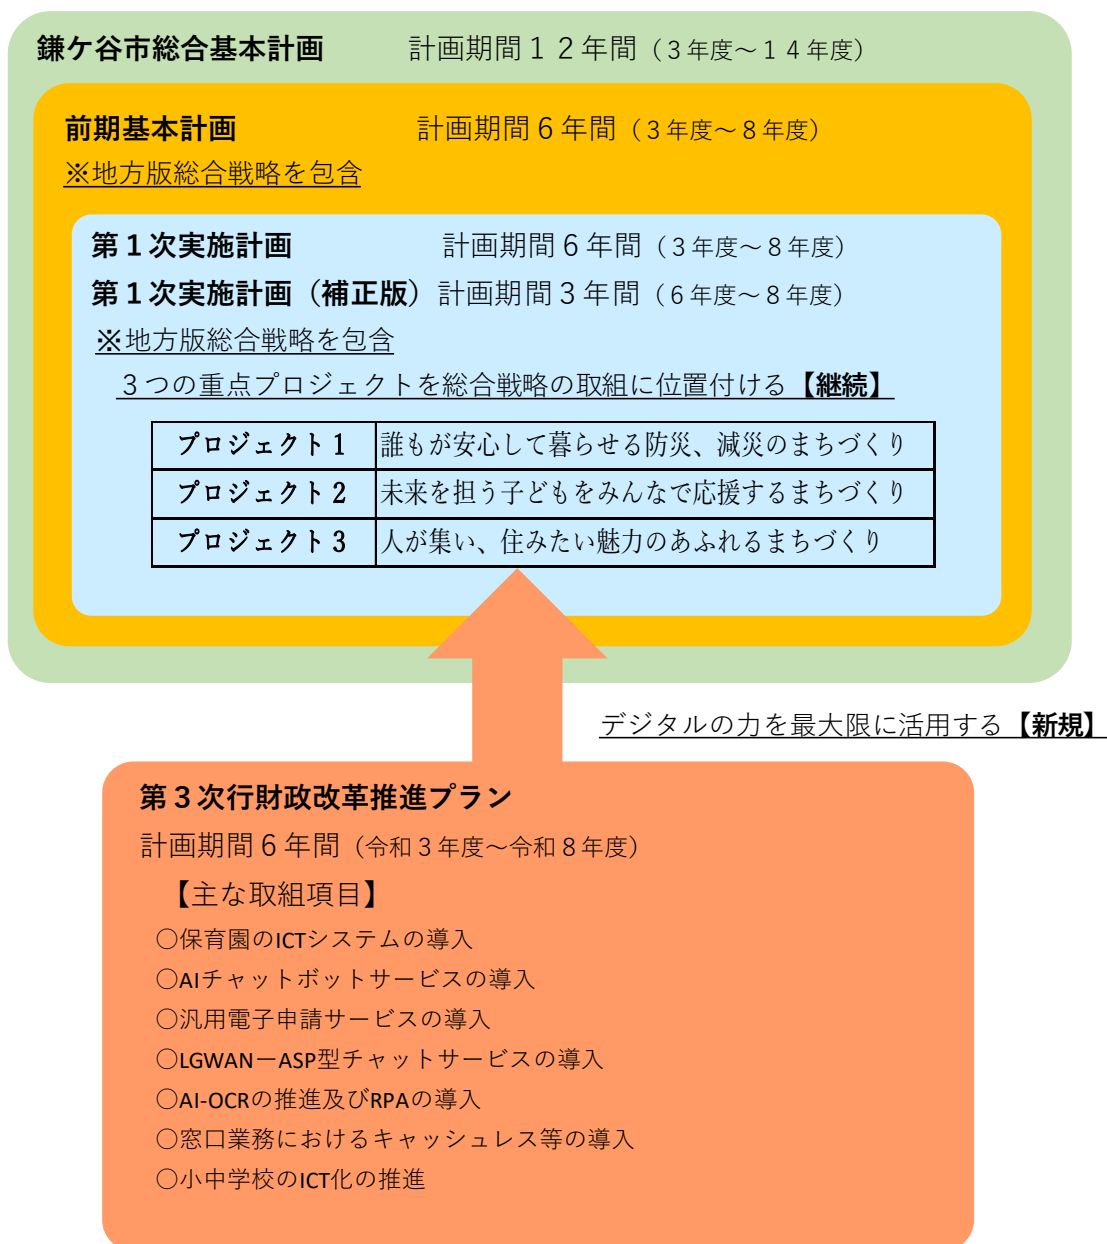 鎌ケ谷市総合基本計画 計画期間１２年間（３年度～１４年度）
前期基本計画 計画期間６年間（３年度～８年度）
※地方版総合戦略を包含
第１次実施計画 計画期間６年間（３年度～８年度）
第１次実施計画（補正版）計画期間３年間（６年度～８年度）
※地方版総合戦略を包含
３つの重点プロジェクトを総合戦略の取組に位置付ける【継続】
プロジェクト１ 誰もが安心して暮らせる防災、減災のまちづくり
プロジェクト２ 未来を担う子どもをみんなで応援するまちづくり
プロジェクト３ 人が集い、住みたい魅力のあふれるまちづくり
デジタルの力を最大限に活用する【新規】
第３次行財政改革推進プラン
計画期間６年間（令和３年度～令和８年度）
【主な取組項目】
○保育園のICTシステムの導入
○AIチャットボットサービスの導入
○汎用電子申請サービスの導入
○LGWANーASP型チャットサービスの導入
○AI-OCRの推進及びRPAの導入
○窓口業務におけるキャッシュレス等の導入
○小中学校のICT化の推進